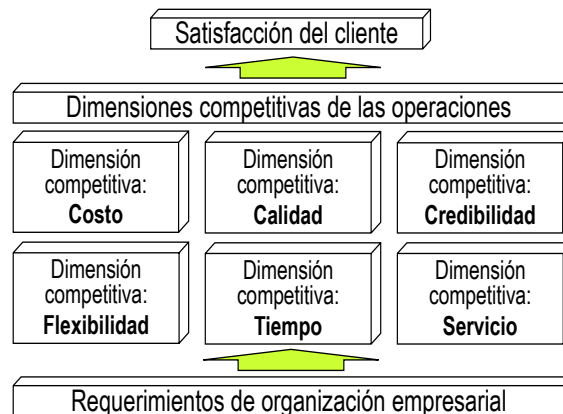 Satisfacción del cliente
Dimensiones competitivas de las operaciones
Dimensión
competitiva:
Costo
Dimensión
competitiva:
Calidad
Dimensión
competitiva:
Credibilidad
Dimensión
competitiva:
Flexibilidad
Dimensión
competitiva:
Tiempo
Dimensión
competitiva:
Servicio
Requerimientos de organización empresarial